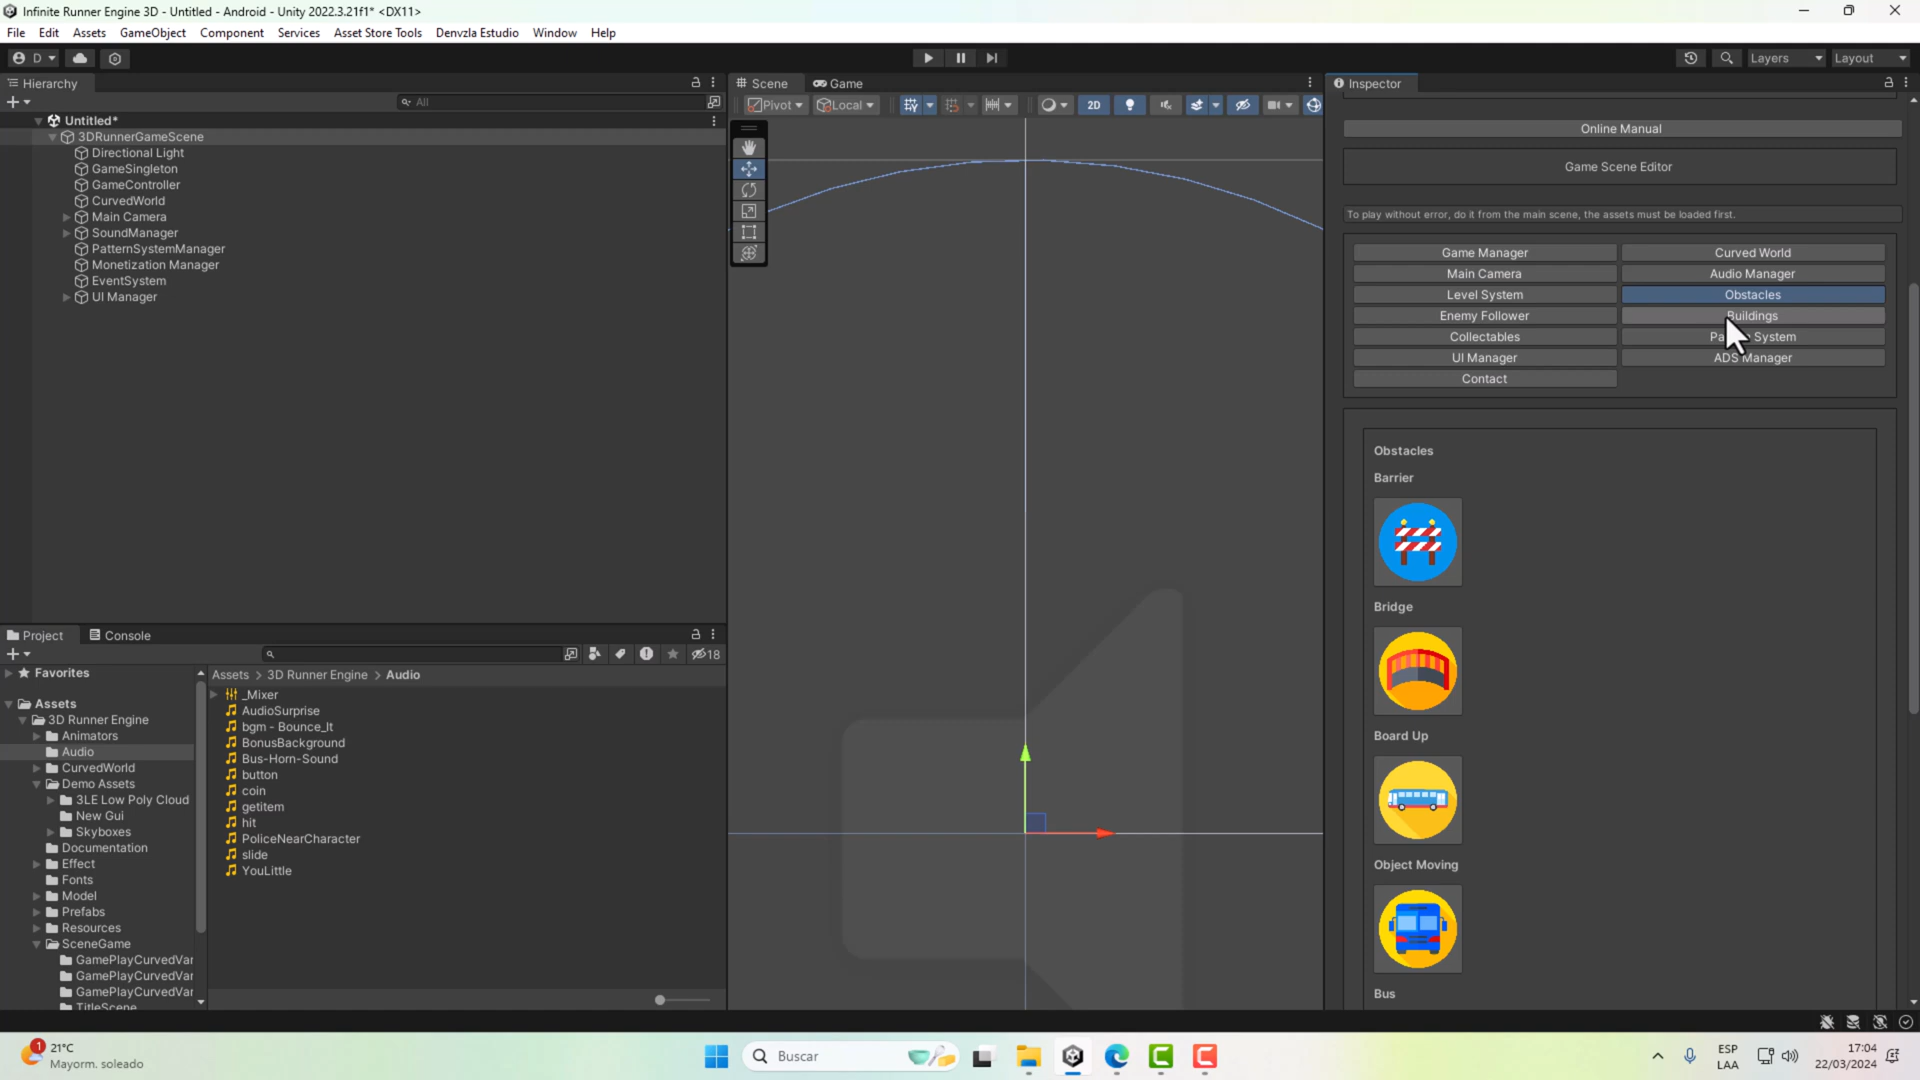 Infinite Runner Engine 3D - Untitled - Android - Unity 2022.3.21f1* <DX11>
File Edit Assets GameObject Component Services Asset Store Tools Denvzla Estudio Window Help
D Layers Layout
Hierarchy
All
Untitled*
3DRunnerGameScene
Directional Light
GameSingleton
GameController
CurvedWorld
Main Camera
SoundManager
PatternSystemManager
Monetization Manager
EventSystem
UI Manager
Scene Game
Pivot Local 2D
Inspector
Online Manual
Game Scene Editor
To play without error, do it from the main scene, the assets must be loaded first.
Game Manager Curved World
Main Camera Audio Manager
Level System Obstacles
Enemy Follower Buildings
Collectables System
UI Manager ADS Manager
Contact
Obstacles
Barrier
Bridge
Board Up
Object Moving
Bus
Project Console
18
Favorites
Assets
3D Runner Engine
Animators
Audio
CurvedWorld
Demo Assets
3LE Low Poly Cloud
New Gui
Skyboxes
Documentation
Effect
Fonts
Model
Prefabs
Resources
SceneGame
GamePlayCurvedVar
GamePlayCurvedVar
GamePlayCurvedVar
TitleScene
Assets > 3D Runner Engine > Audio
_Mixer
AudioSurprise
bgm - Bounce_It
BonusBackground
Bus-Horn-Sound
button
coin
getitem
hit
PoliceNearCharacter
slide
YouLittle
1
21°C
Mayorm. soleado
Buscar
ESP
LAA
17:04
22/03/2024